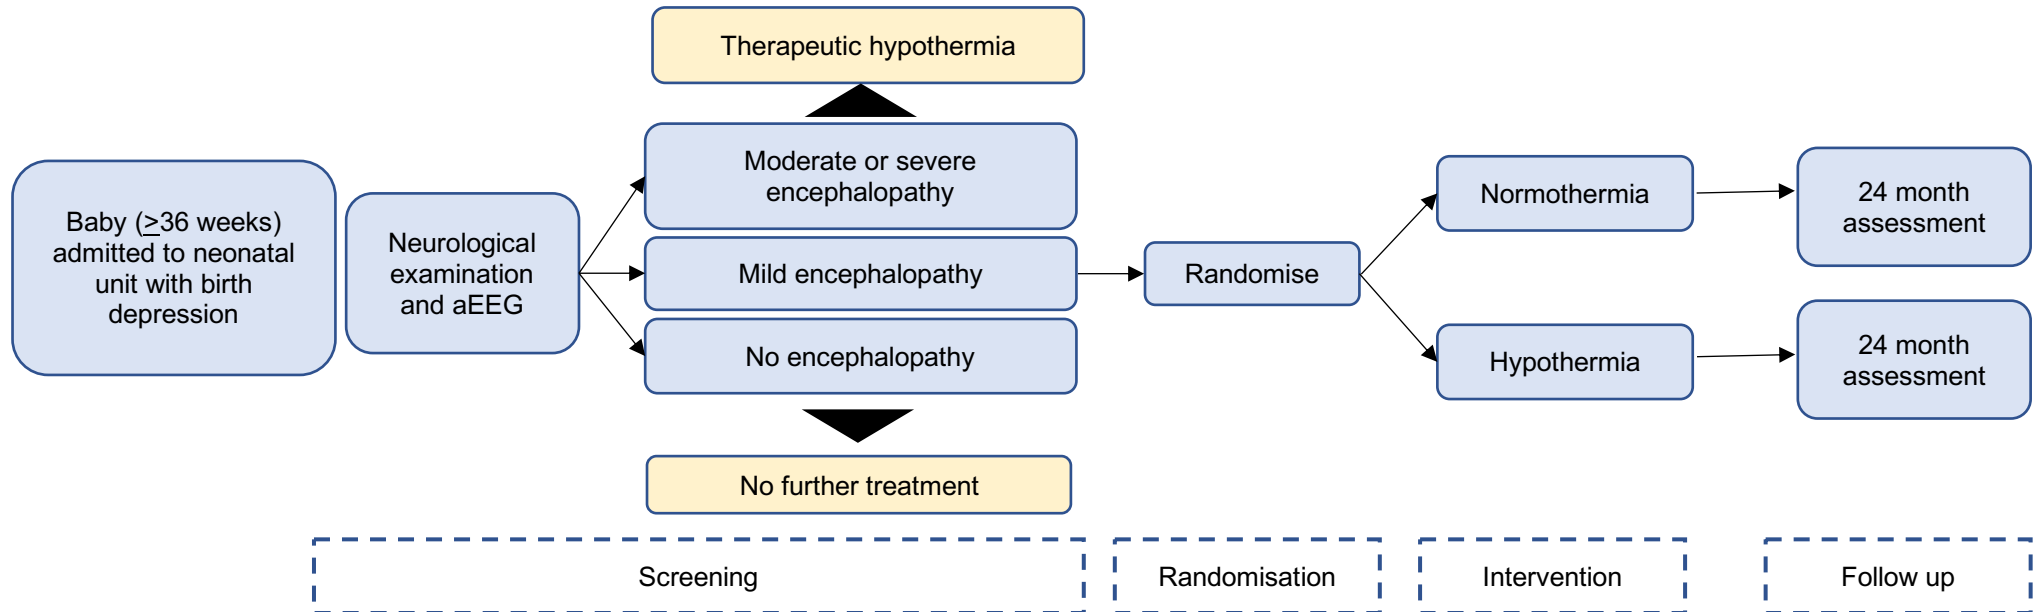 Therapeutic hypothermia
Baby (≥36 weeks)
admitted to neonatal
unit with birth
depression
Neurological
examination
and aEEG
Moderate or severe
encephalopathy
Mild encephalopathy
No encephalopathy
No further treatment
Randomise
Normothermia
Hypothermia
24 month
assessment
24 month
assessment
Screening
Randomisation
Intervention
Follow up